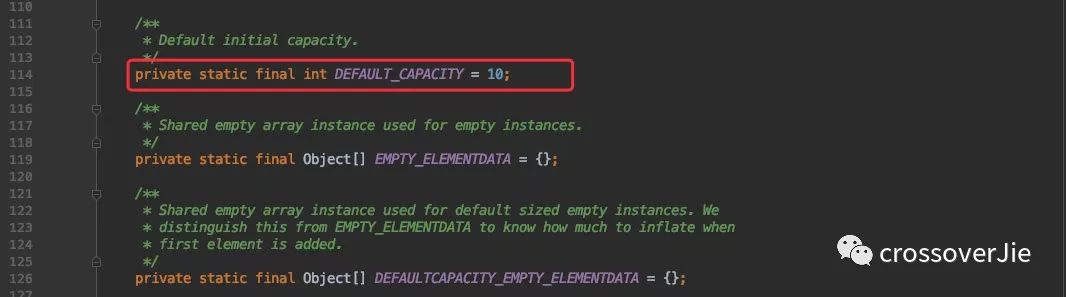 110
111 /**
112 * Default initial capacity.
113 */
114 private static final int DEFAULT_CAPACITY = 10;
115
116 /**
117 * Shared empty array instance used for empty instances.
118 */
119 private static final Object[] EMPTY_ELEMENTDATA = {};
120
121 /**
122 * Shared empty array instance used for default sized empty instances. We
123 * distinguish this from EMPTY_ELEMENTDATA to know how much to inflate when
124 * first element is added.
125 */
126 private static final Object[] DEFAULTCAPACITY_EMPTY_ELEMENTDATA = {};
127
crossoverJie